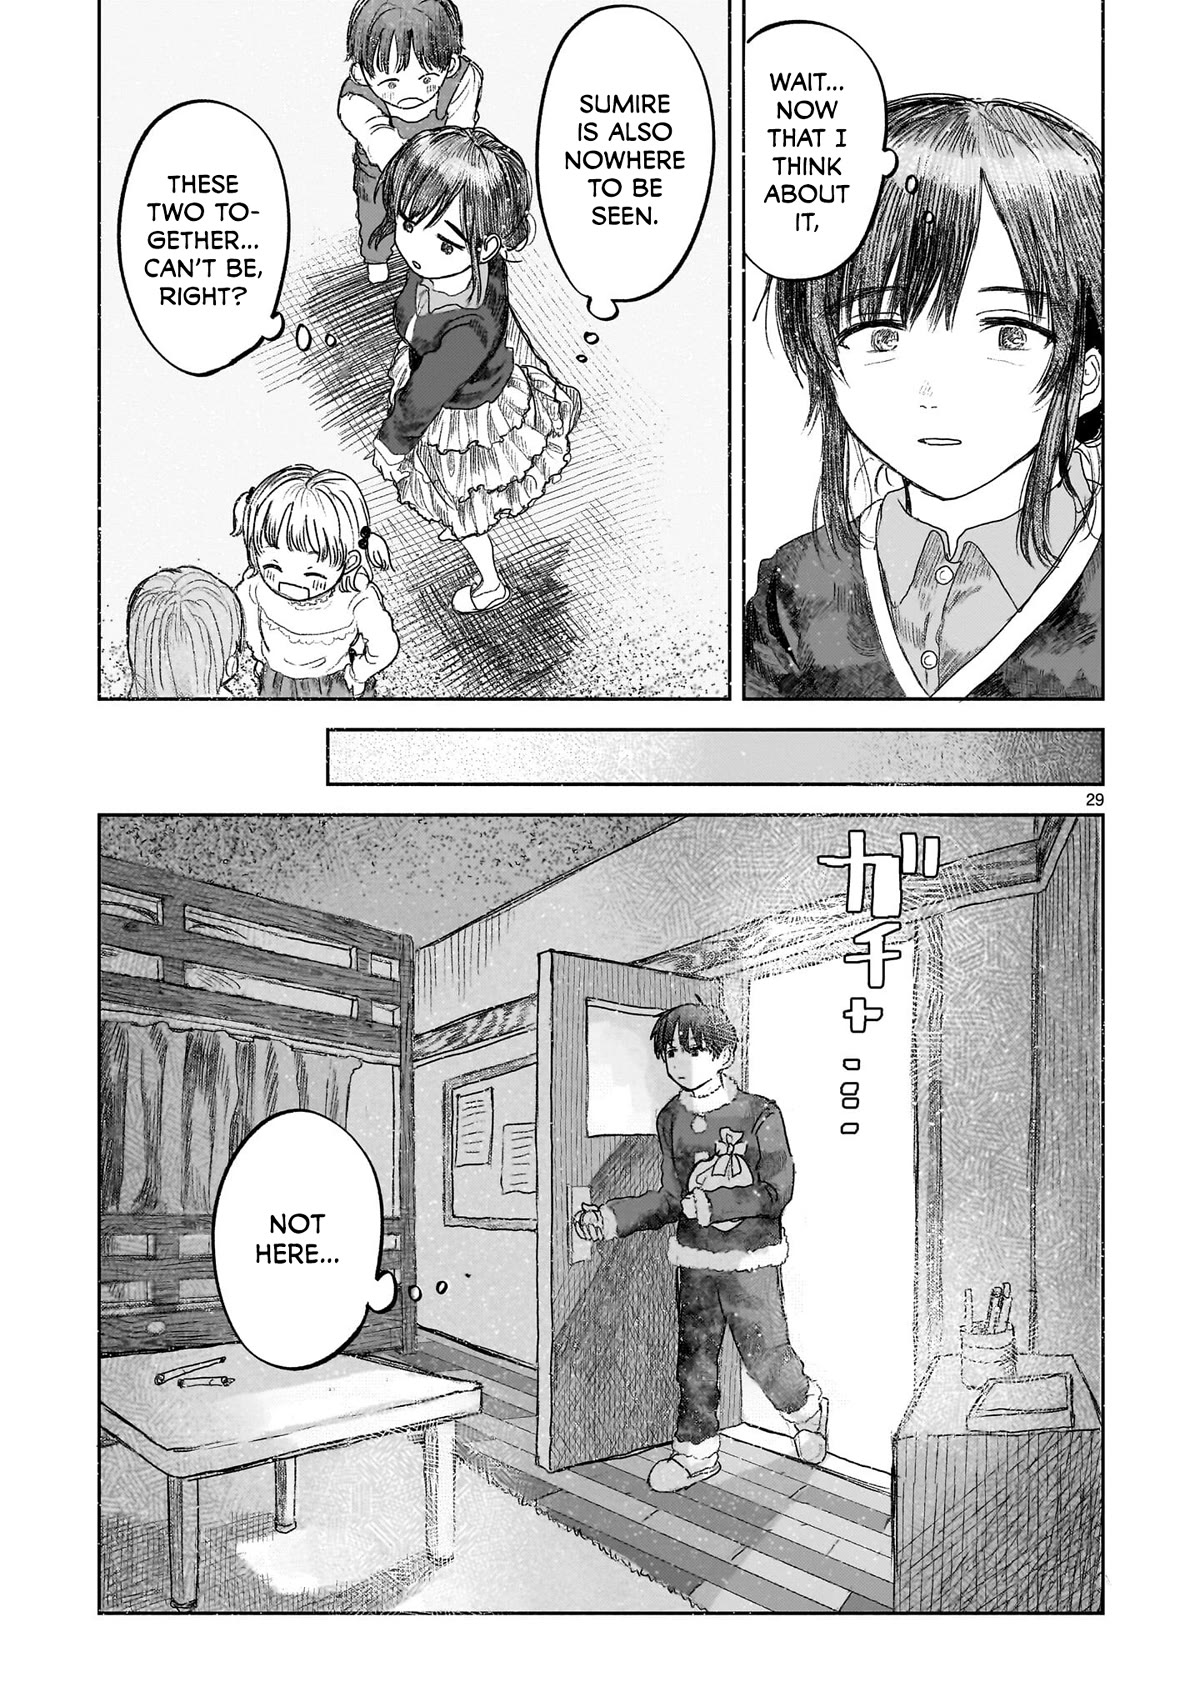 WAIT...
NOW
THAT I
THINK
ABOUT
IT,
SUMIRE
IS ALSO
NOWHERE
TO BE
SEEN.
THESE
TWO TO-
GETHER...
CAN'T BE,
RIGHT?
29
ガチャ…
NOT
HERE...